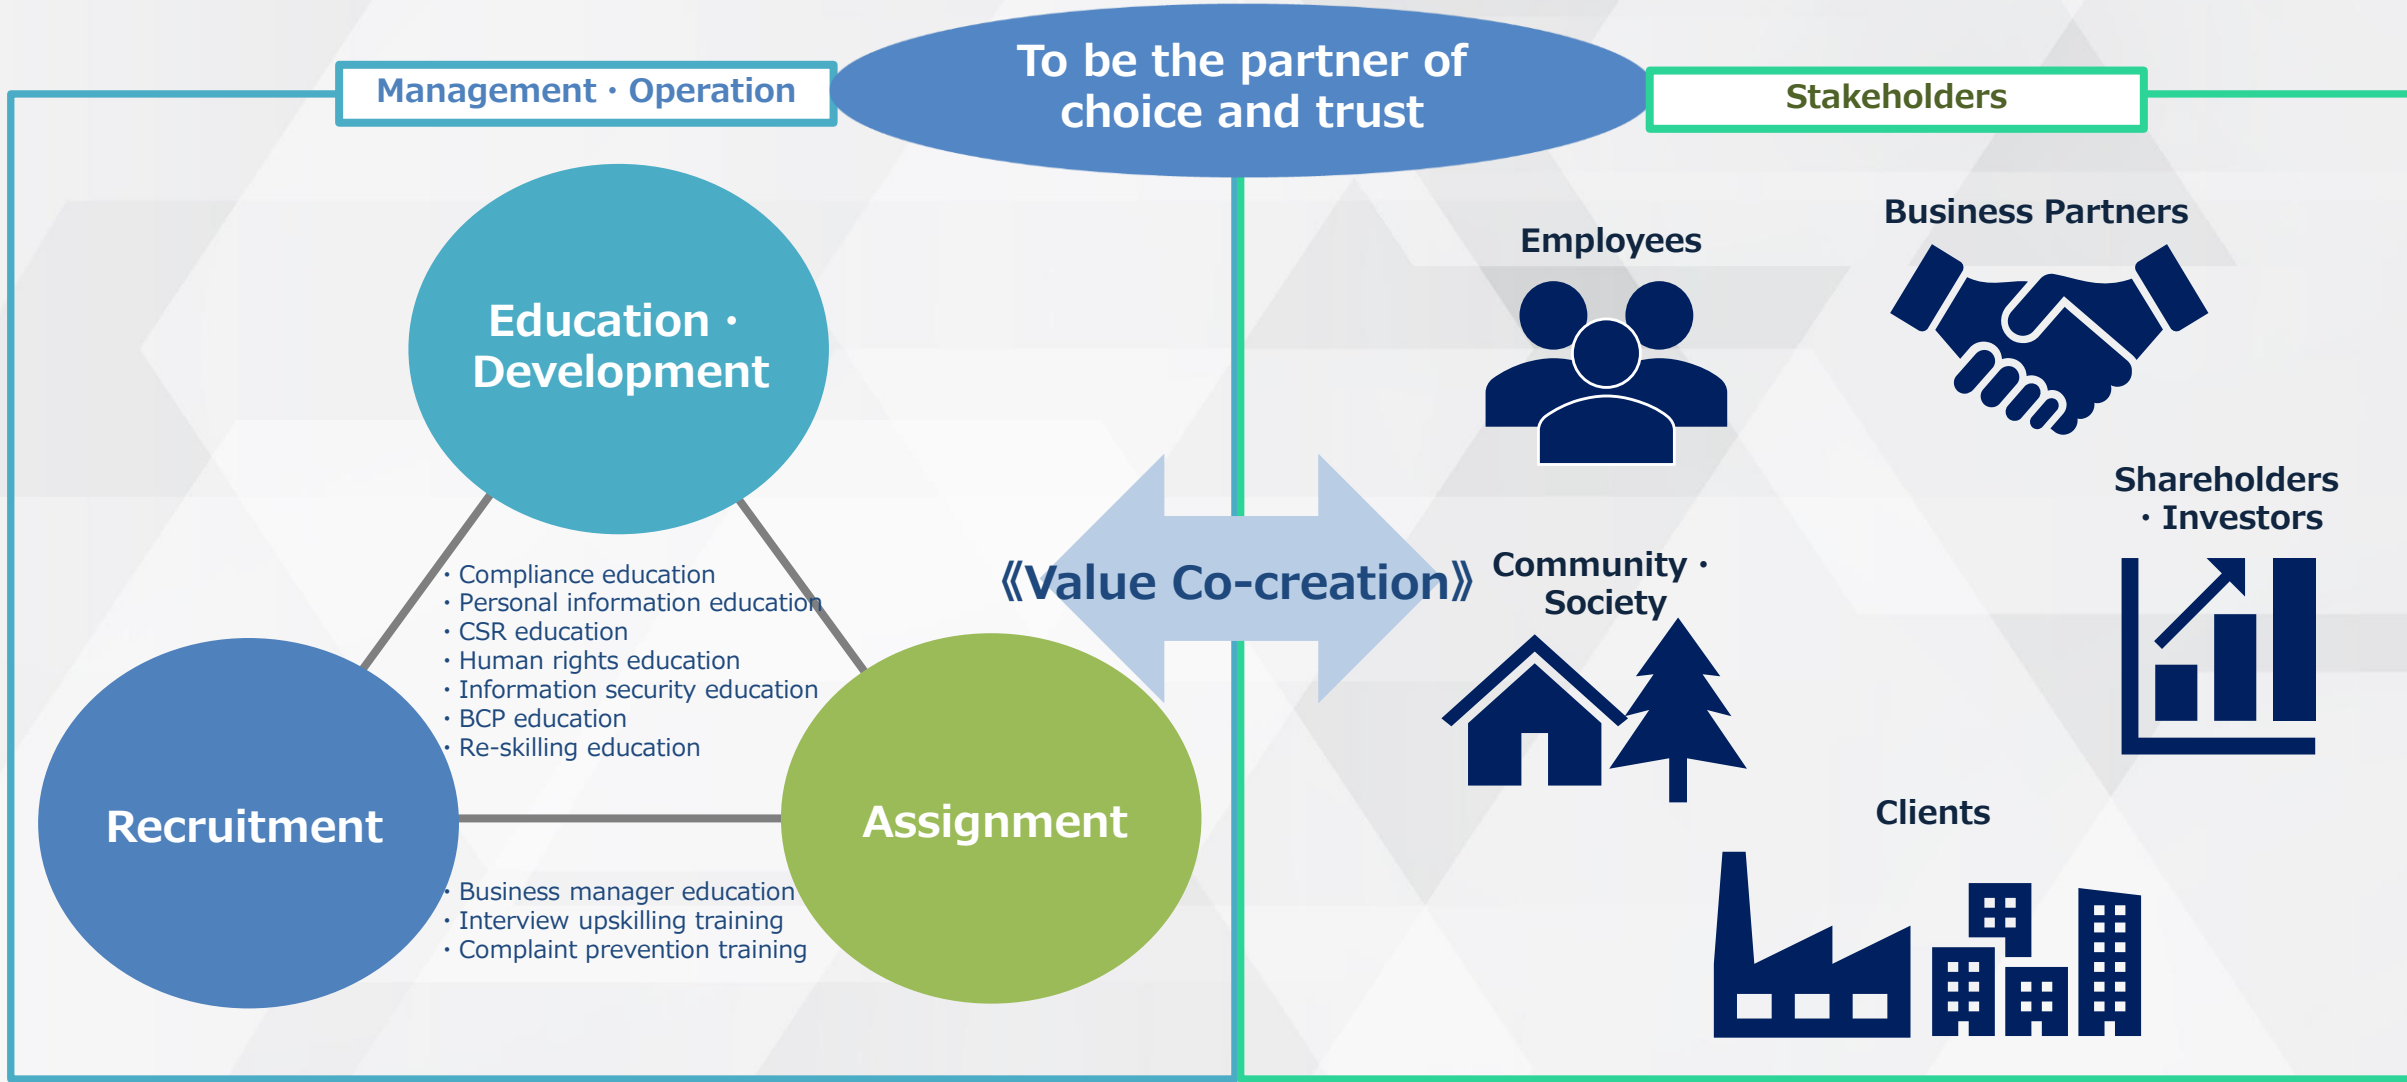 To be the partner of
choice and trust
Management・Operation
Education・
Development
・Compliance education
・Personal information education
・CSR education
・Human rights education
・Information security education
・BCP education
・Re-skilling education
Recruitment
Assignment
・Business manager education
・Interview upskilling training
・Complaint prevention training
《Value Co-creation》
Stakeholders
Employees
Business Partners
Shareholders
・Investors
Community・
Society
Clients